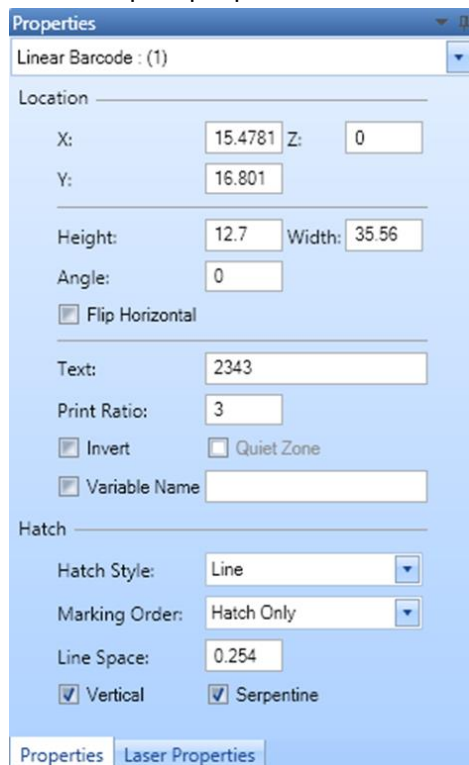 Properties
Linear Barcode : (1)
Location
X: 15.4781 Z: 0
Y: 16.801
Height: 12.7 Width: 35.56
Angle: 0
Flip Horizontal
Text: 2343
Print Ratio: 3
Invert Quiet Zone
Variable Name
Hatch
Hatch Style: Line
Marking Order: Hatch Only
Line Space: 0.254
Vertical Serpentine
Properties Laser Properties